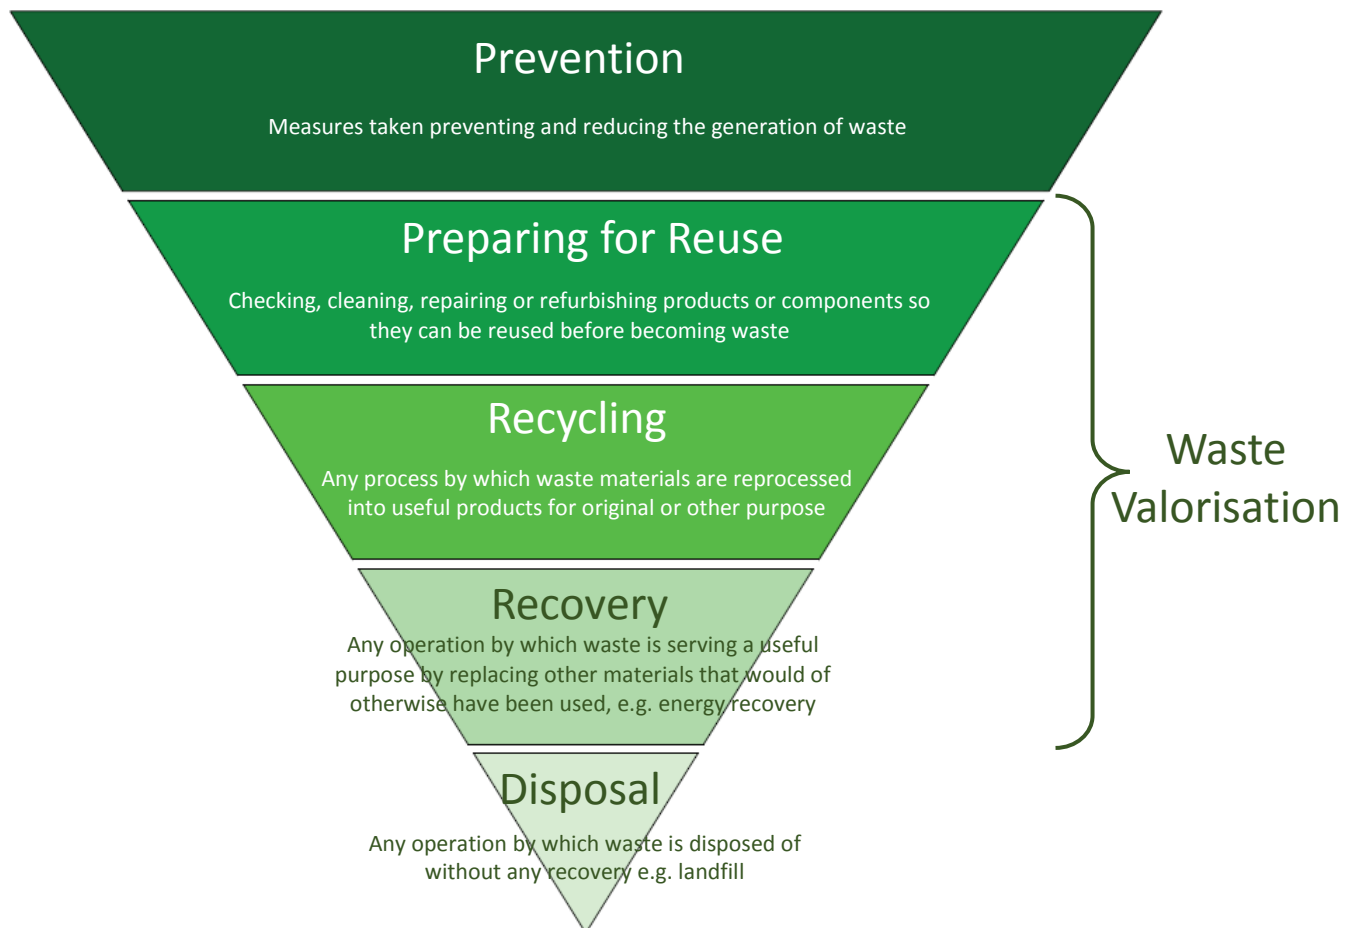 Prevention
Measures taken preventing and reducing the generation of waste
Preparing for Reuse
Checking, cleaning, repairing or refurbishing products or components so
they can be reused before becoming waste
Recycling
Any process by which waste materials are reprocessed
into useful products for original or other purpose
Recovery
Any operation by which waste is serving a useful
purpose by replacing other materials that would of
otherwise have been used, e.g. energy recovery
Disposal
Any operation by which waste is disposed of
without any recovery e.g. landfill
Waste
Valorisation